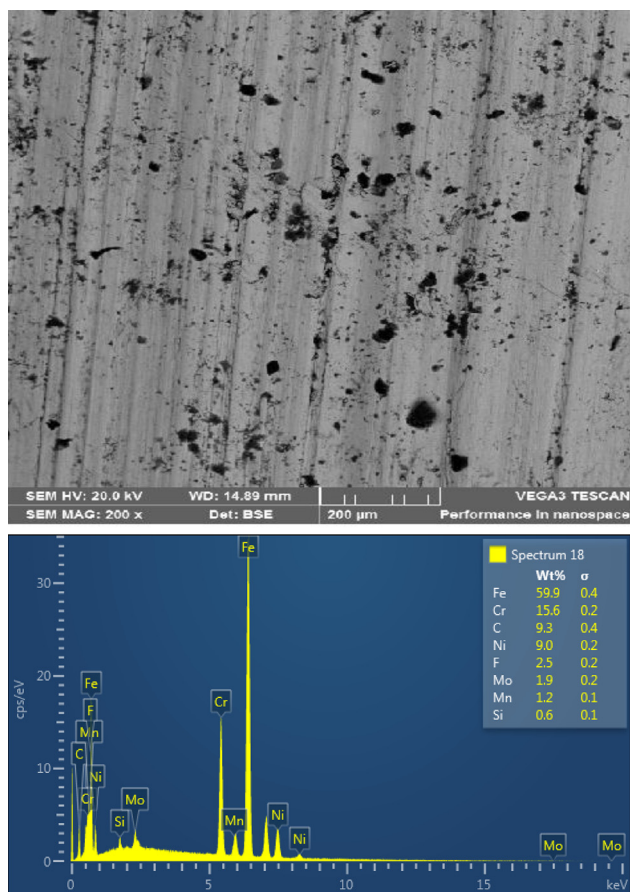 SEM HV: 20.0 kV WD: 14.89 mm VEGA3 TESCAN
SEM MAG: 200 x Det: BSE 200 µm Performance in nanospace
Spectrum 18
Wt% σ
Fe 59.9 0.4
Cr 15.6 0.2
C 9.3 0.4
Ni 9.0 0.2
F 2.5 0.2
Mo 1.9 0.2
Mn 1.2 0.1
Si 0.6 0.1
cps/eV
30
20
10
0
Fe
Fe
F
Cr
Mn
C
Ni
Cr
Mo
Si
Mn
Ni
Ni
Mo
Mo
0 5 10 15 keV